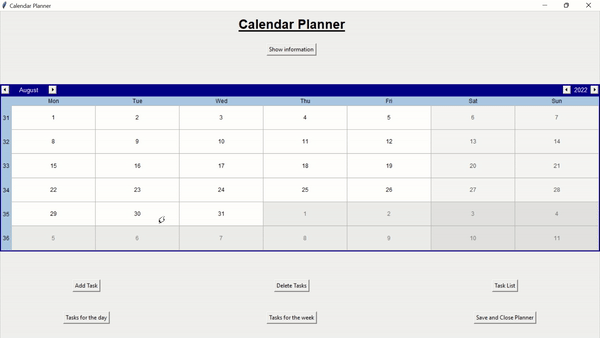 Calendar Planner
Calendar Planner
Show information
August 2022
Mon Tue Wed Thu Fri Sat Sun
31 1 2 3 4 5 6 7
32 8 9 10 11 12 13 14
33 15 16 17 18 19 20 21
34 22 23 24 25 26 27 28
35 29 30 31 1 2 3 4
36 5 6 7 8 9 10 11
Add Task Delete Tasks Task List
Tasks for the day Tasks for the week Save and Close Planner